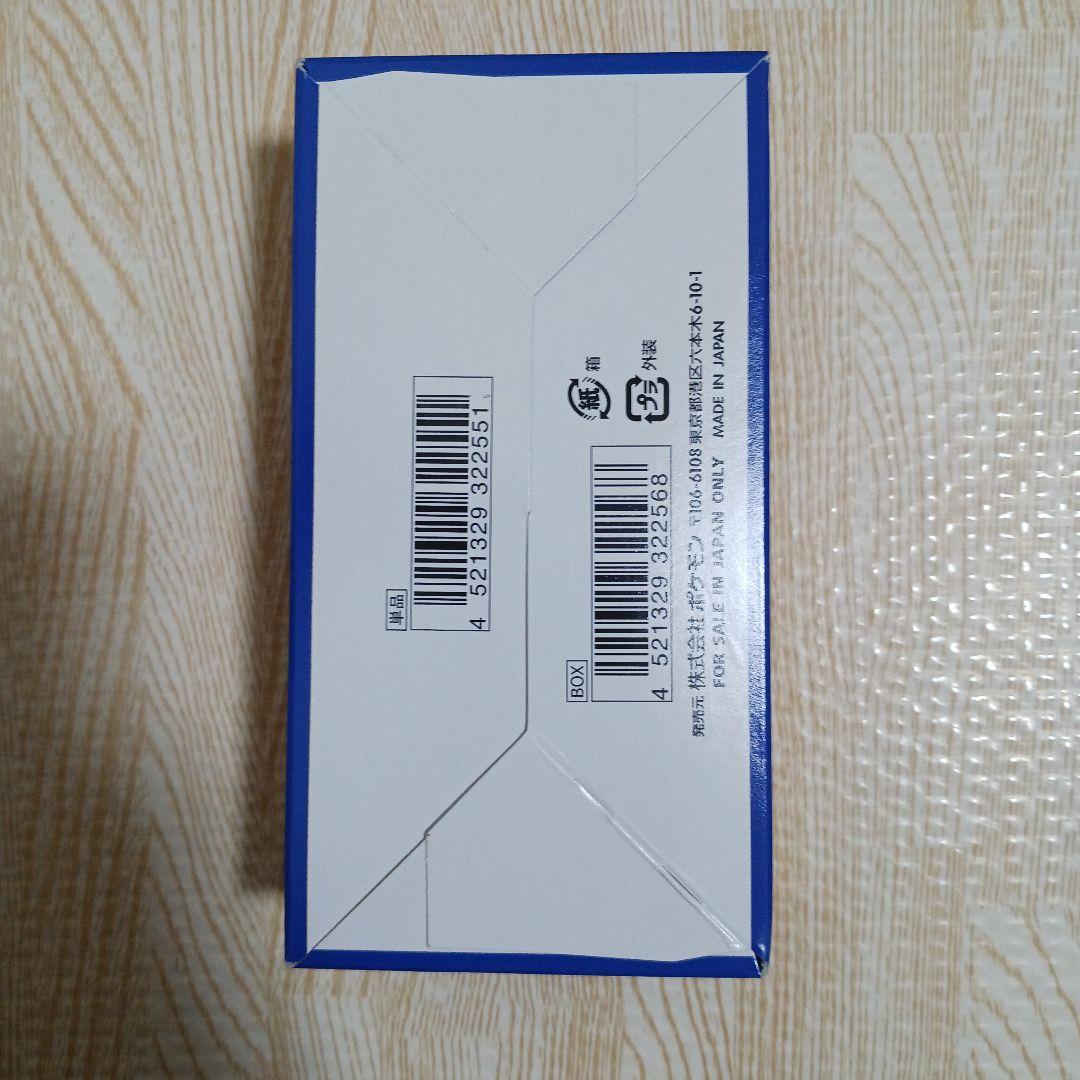 単品
4 521329 322551
BOX
4 521329 322568
紙 箱
プラ 外装
発売元 株式会社 ポケモン 〒106-6108 東京都港区六本木6-10-1
FOR SALE IN JAPAN ONLY MADE IN JAPAN